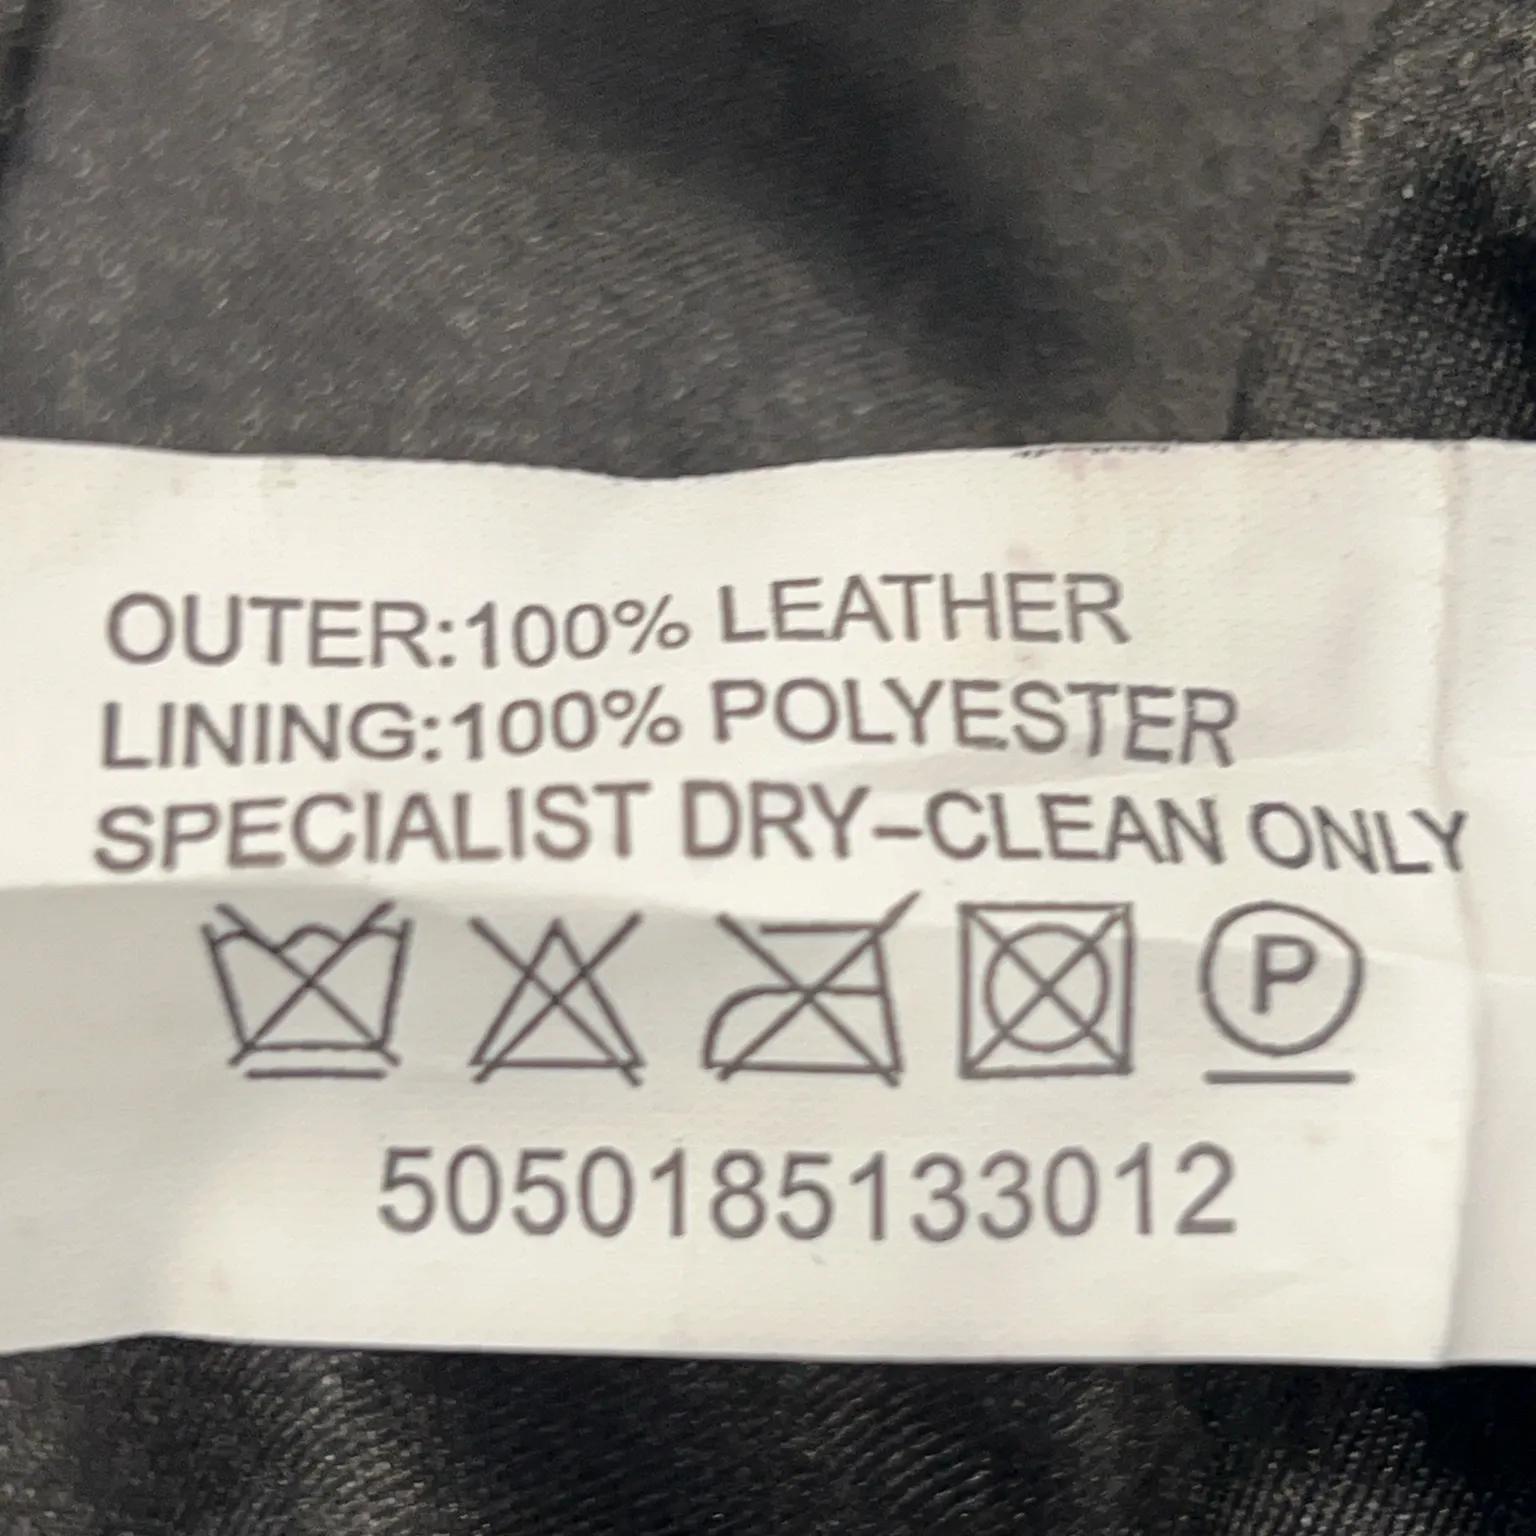 OUTER:100% LEATHER
LINING:100% POLYESTER
SPECIALIST DRY-CLEAN ONLY
P
5050185133012